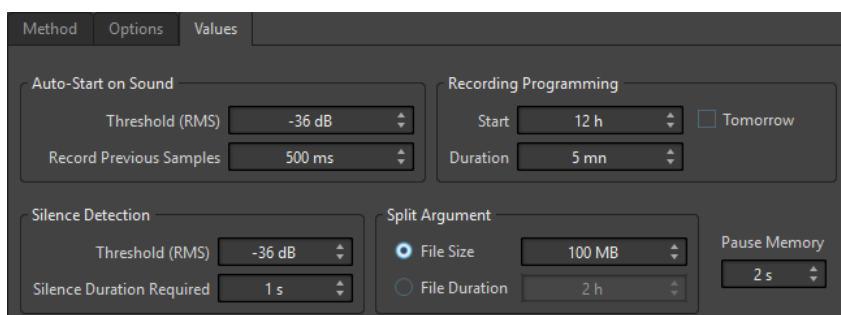 Method Options Values
Auto-Start on Sound
Threshold (RMS) -36 dB
Record Previous Samples 500 ms
Recording Programming
Start 12 h Tomorrow
Duration 5 mn
Silence Detection
Threshold (RMS) -36 dB
Silence Duration Required 1 s
Split Argument
File Size 100 MB
File Duration 2 h
Pause Memory
2 s